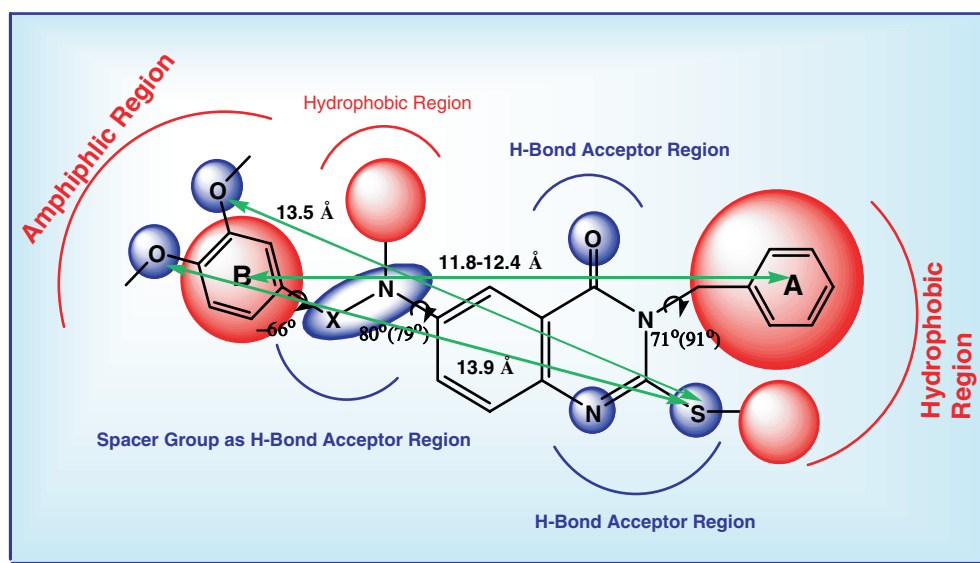 Amphiphlic Region
Hydrophobic Region
H-Bond Acceptor Region
O
O
13.5 Å
O
11.8-12.4 Å
B
N
A
X
N
−66°
80°(79°)
71°(91°)
13.9 Å
N
S
Hydrophobic
Region
Spacer Group as H-Bond Acceptor Region
H-Bond Acceptor Region